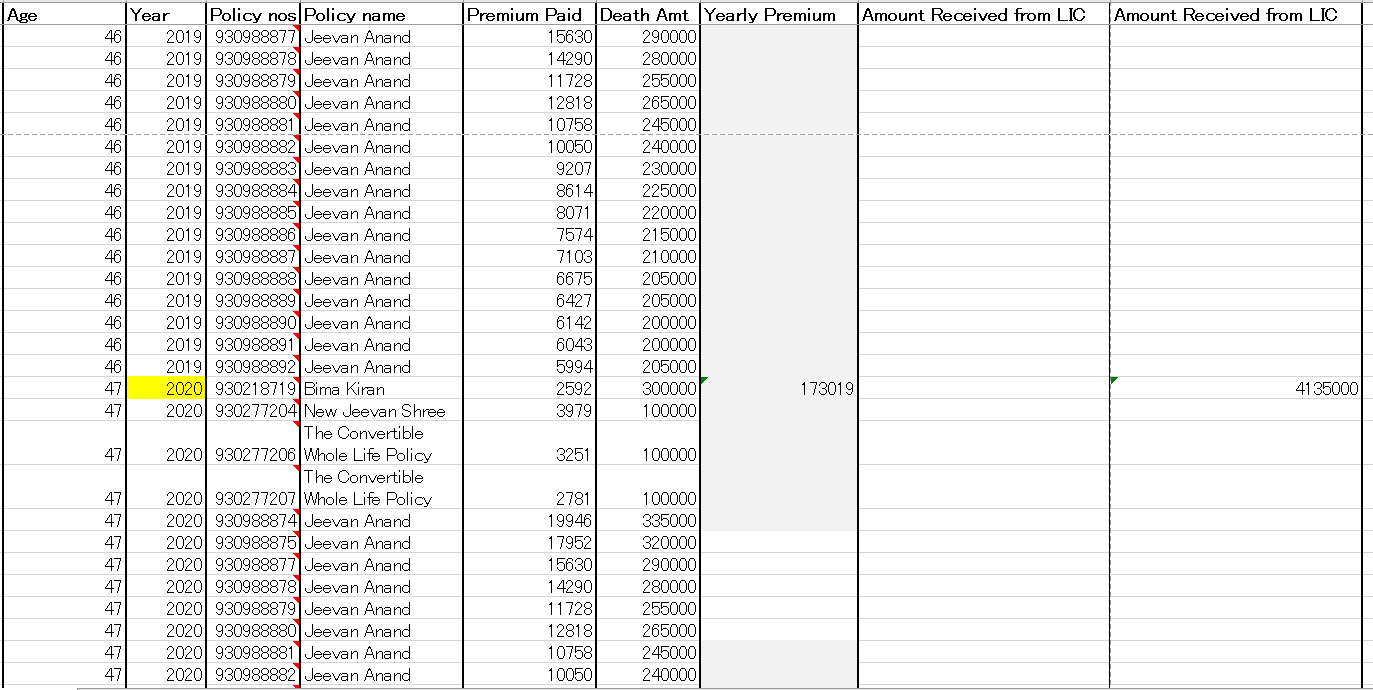 Age Year Policy nos Policy name Premium Paid Death Amt Yearly Premium Amount Received from LIC Amount Received from LIC
46 2019 930988877 Jeevan Anand 15630 290000
46 2019 930988878 Jeevan Anand 14290 280000
46 2019 930988879 Jeevan Anand 11728 255000
46 2019 930988880 Jeevan Anand 12818 265000
46 2019 930988881 Jeevan Anand 10758 245000
46 2019 930988882 Jeevan Anand 10050 240000
46 2019 930988883 Jeevan Anand 9207 230000
46 2019 930988884 Jeevan Anand 8614 225000
46 2019 930988885 Jeevan Anand 8071 220000
46 2019 930988886 Jeevan Anand 7574 215000
46 2019 930988887 Jeevan Anand 7103 210000
46 2019 930988888 Jeevan Anand 6675 205000
46 2019 930988889 Jeevan Anand 6427 205000
46 2019 930988890 Jeevan Anand 6142 200000
46 2019 930988891 Jeevan Anand 6043 200000
46 2019 930988892 Jeevan Anand 5994 205000
47 2020 930218719 Bima Kiran 2592 300000 173019 4135000
47 2020 930277204 New Jeevan Shree 3979 100000
The Convertible
47 2020 930277206 Whole Life Policy 3251 100000
The Convertible
47 2020 930277207 Whole Life Policy 2781 100000
47 2020 930988874 Jeevan Anand 19946 335000
47 2020 930988875 Jeevan Anand 17952 320000
47 2020 930988877 Jeevan Anand 15630 290000
47 2020 930988878 Jeevan Anand 14290 280000
47 2020 930988879 Jeevan Anand 11728 255000
47 2020 930988880 Jeevan Anand 12818 265000
47 2020 930988881 Jeevan Anand 10758 245000
47 2020 930988882 Jeevan Anand 10050 240000